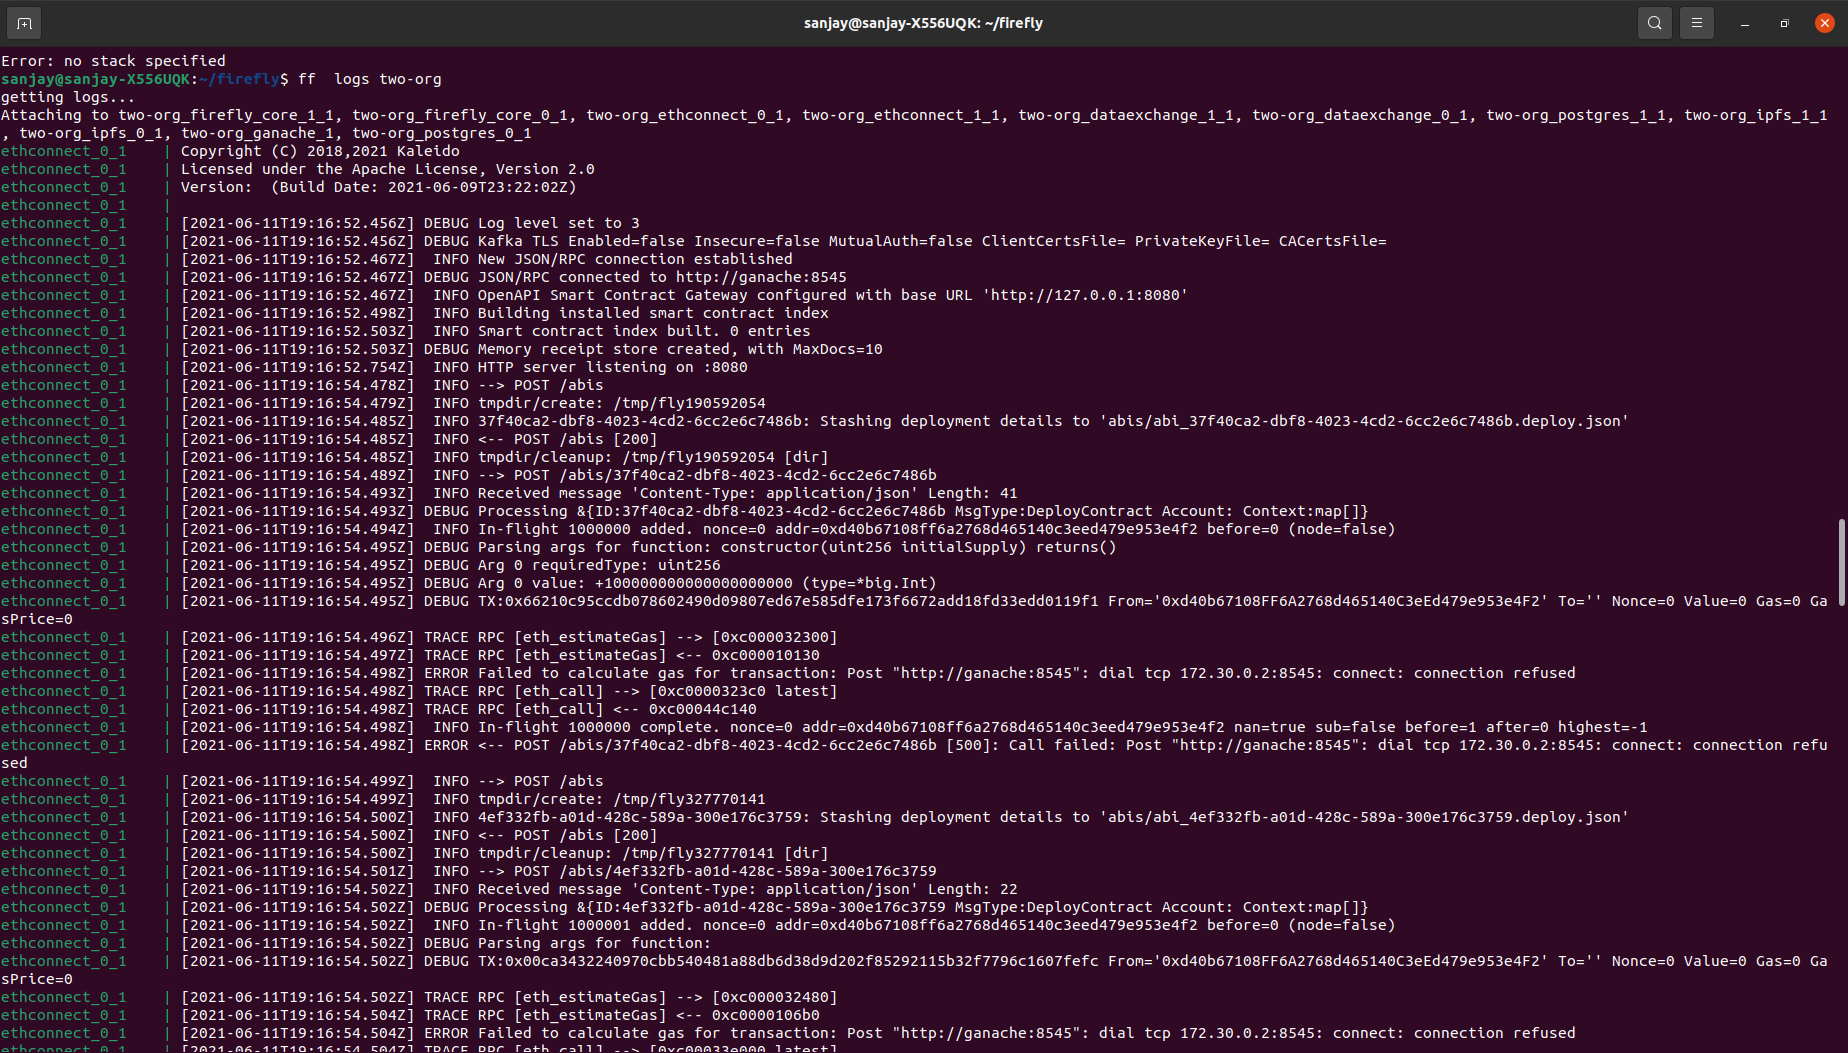 sanjay@sanjay-X556UQK: ~/firefly
Error: no stack specified
sanjay@sanjay-X556UQK:~/firefly$ ff  logs two-org
getting logs...
Attaching to two-org_firefly_core_1_1, two-org_firefly_core_0_1, two-org_ethconnect_0_1, two-org_ethconnect_1_1, two-org_dataexchange_1_1, two-org_dataexchange_0_1, two-org_postgres_1_1, two-org_ipfs_1_1
, two-org_ipfs_0_1, two-org_ganache_1, two-org_postgres_0_1
ethconnect_0_1    | Copyright (C) 2018,2021 Kaleido
ethconnect_0_1    | Licensed under the Apache License, Version 2.0
ethconnect_0_1    | Version:  (Build Date: 2021-06-09T23:22:02Z)
ethconnect_0_1    |
ethconnect_0_1    | [2021-06-11T19:16:52.456Z] DEBUG Log level set to 3
ethconnect_0_1    | [2021-06-11T19:16:52.456Z] DEBUG Kafka TLS Enabled=false Insecure=false MutualAuth=false ClientCertsFile= PrivateKeyFile= CACertsFile=
ethconnect_0_1    | [2021-06-11T19:16:52.467Z]  INFO New JSON/RPC connection established
ethconnect_0_1    | [2021-06-11T19:16:52.467Z] DEBUG JSON/RPC connected to http://ganache:8545
ethconnect_0_1    | [2021-06-11T19:16:52.467Z]  INFO OpenAPI Smart Contract Gateway configured with base URL 'http://127.0.0.1:8080'
ethconnect_0_1    | [2021-06-11T19:16:52.498Z]  INFO Building installed smart contract index
ethconnect_0_1    | [2021-06-11T19:16:52.503Z]  INFO Smart contract index built. 0 entries
ethconnect_0_1    | [2021-06-11T19:16:52.503Z] DEBUG Memory receipt store created, with MaxDocs=10
ethconnect_0_1    | [2021-06-11T19:16:52.754Z]  INFO HTTP server listening on :8080
ethconnect_0_1    | [2021-06-11T19:16:54.478Z]  INFO --> POST /abis
ethconnect_0_1    | [2021-06-11T19:16:54.479Z]  INFO tmpdir/create: /tmp/fly190592054
ethconnect_0_1    | [2021-06-11T19:16:54.485Z]  INFO 37f40ca2-dbf8-4023-4cd2-6cc2e6c7486b: Stashing deployment details to 'abis/abi_37f40ca2-dbf8-4023-4cd2-6cc2e6c7486b.deploy.json'
ethconnect_0_1    | [2021-06-11T19:16:54.485Z]  INFO <-- POST /abis [200]
ethconnect_0_1    | [2021-06-11T19:16:54.485Z]  INFO tmpdir/cleanup: /tmp/fly190592054 [dir]
ethconnect_0_1    | [2021-06-11T19:16:54.489Z]  INFO --> POST /abis/37f40ca2-dbf8-4023-4cd2-6cc2e6c7486b
ethconnect_0_1    | [2021-06-11T19:16:54.493Z]  INFO Received message 'Content-Type: application/json' Length: 41
ethconnect_0_1    | [2021-06-11T19:16:54.493Z] DEBUG Processing &{ID:37f40ca2-dbf8-4023-4cd2-6cc2e6c7486b MsgType:DeployContract Account: Context:map[]}
ethconnect_0_1    | [2021-06-11T19:16:54.494Z]  INFO In-flight 1000000 added. nonce=0 addr=0xd40b67108ff6a2768d465140c3eed479e953e4f2 before=0 (node=false)
ethconnect_0_1    | [2021-06-11T19:16:54.495Z] DEBUG Parsing args for function: constructor(uint256 initialSupply) returns()
ethconnect_0_1    | [2021-06-11T19:16:54.495Z] DEBUG Arg 0 requiredType: uint256
ethconnect_0_1    | [2021-06-11T19:16:54.495Z] DEBUG Arg 0 value: +1000000000000000000000 (type=*big.Int)
ethconnect_0_1    | [2021-06-11T19:16:54.495Z] DEBUG TX:0x66210c95ccdb078602490d09807ed67e585dfe173f6672add18fd33edd0119f1 From='0xd40b67108FF6A2768d465140C3eEd479e953e4F2' To='' Nonce=0 Value=0 Gas=0 Ga
sPrice=0
ethconnect_0_1    | [2021-06-11T19:16:54.496Z] TRACE RPC [eth_estimateGas] --> [0xc000032300]
ethconnect_0_1    | [2021-06-11T19:16:54.497Z] TRACE RPC [eth_estimateGas] <-- 0xc000010130
ethconnect_0_1    | [2021-06-11T19:16:54.498Z] ERROR Failed to calculate gas for transaction: Post "http://ganache:8545": dial tcp 172.30.0.2:8545: connect: connection refused
ethconnect_0_1    | [2021-06-11T19:16:54.498Z] TRACE RPC [eth_call] --> [0xc0000323c0 latest]
ethconnect_0_1    | [2021-06-11T19:16:54.498Z] TRACE RPC [eth_call] <-- 0xc00044c140
ethconnect_0_1    | [2021-06-11T19:16:54.498Z]  INFO In-flight 1000000 complete. nonce=0 addr=0xd40b67108ff6a2768d465140c3eed479e953e4f2 nan=true sub=false before=1 after=0 highest=-1
ethconnect_0_1    | [2021-06-11T19:16:54.498Z] ERROR <-- POST /abis/37f40ca2-dbf8-4023-4cd2-6cc2e6c7486b [500]: Call failed: Post "http://ganache:8545": dial tcp 172.30.0.2:8545: connect: connection refu
sed
ethconnect_0_1    | [2021-06-11T19:16:54.499Z]  INFO --> POST /abis
ethconnect_0_1    | [2021-06-11T19:16:54.499Z]  INFO tmpdir/create: /tmp/fly327770141
ethconnect_0_1    | [2021-06-11T19:16:54.500Z]  INFO 4ef332fb-a01d-428c-589a-300e176c3759: Stashing deployment details to 'abis/abi_4ef332fb-a01d-428c-589a-300e176c3759.deploy.json'
ethconnect_0_1    | [2021-06-11T19:16:54.500Z]  INFO <-- POST /abis [200]
ethconnect_0_1    | [2021-06-11T19:16:54.500Z]  INFO tmpdir/cleanup: /tmp/fly327770141 [dir]
ethconnect_0_1    | [2021-06-11T19:16:54.501Z]  INFO --> POST /abis/4ef332fb-a01d-428c-589a-300e176c3759
ethconnect_0_1    | [2021-06-11T19:16:54.502Z]  INFO Received message 'Content-Type: application/json' Length: 22
ethconnect_0_1    | [2021-06-11T19:16:54.502Z] DEBUG Processing &{ID:4ef332fb-a01d-428c-589a-300e176c3759 MsgType:DeployContract Account: Context:map[]}
ethconnect_0_1    | [2021-06-11T19:16:54.502Z]  INFO In-flight 1000001 added. nonce=0 addr=0xd40b67108ff6a2768d465140c3eed479e953e4f2 before=0 (node=false)
ethconnect_0_1    | [2021-06-11T19:16:54.502Z] DEBUG Parsing args for function:
ethconnect_0_1    | [2021-06-11T19:16:54.502Z] DEBUG TX:0x00ca3432240970cbb540481a88db6d38d9d202f85292115b32f7796c1607fefc From='0xd40b67108FF6A2768d465140C3eEd479e953e4F2' To='' Nonce=0 Value=0 Gas=0 Ga
sPrice=0
ethconnect_0_1    | [2021-06-11T19:16:54.502Z] TRACE RPC [eth_estimateGas] --> [0xc000032480]
ethconnect_0_1    | [2021-06-11T19:16:54.504Z] TRACE RPC [eth_estimateGas] <-- 0xc0000106b0
ethconnect_0_1    | [2021-06-11T19:16:54.504Z] ERROR Failed to calculate gas for transaction: Post "http://ganache:8545": dial tcp 172.30.0.2:8545: connect: connection refused
ethconnect_0_1    | [2021-06-11T19:16:54.504Z] TRACE RPC [eth_call] --> [0xc00033e000 latest]